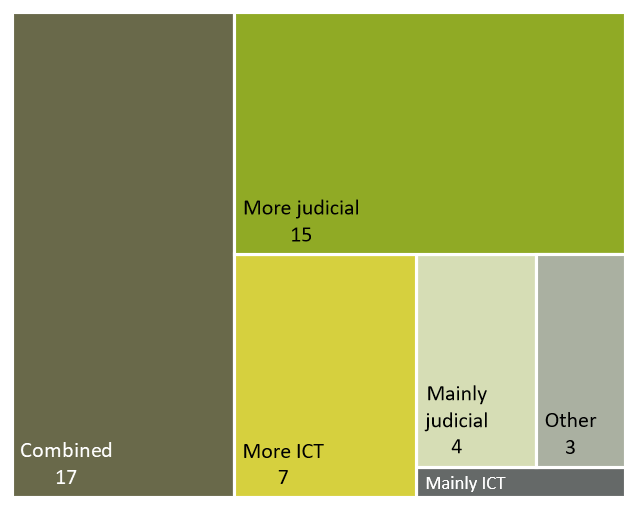 More judicial
15
Mainly
judicial
4
Other
3
Combined
17
More ICT
7
Mainly ICT